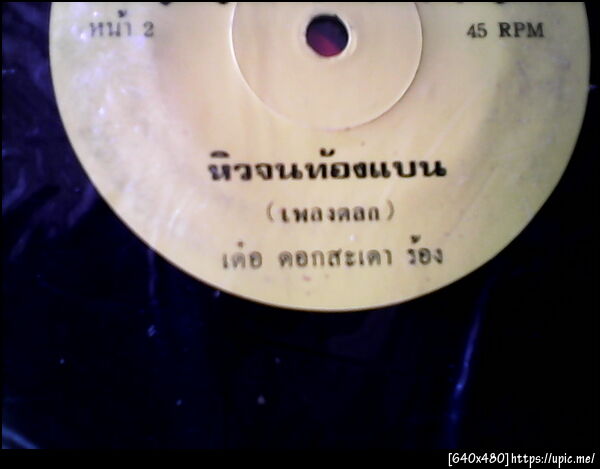 หน้า 2
45 RPM
หิวจนท้องแบน
(เพลงตลก)
เด๋อ ดอกสะเดา ร้อง
[640x480]https://upic.me/